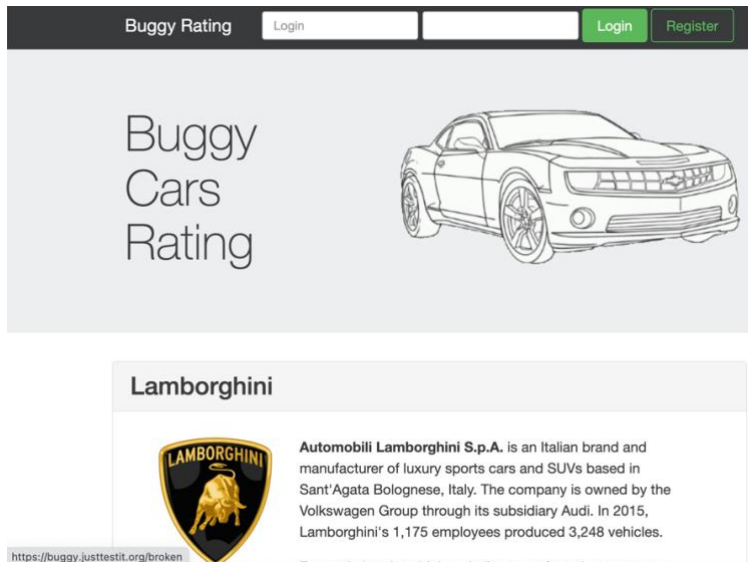 Buggy Rating Login Login Register
Buggy
Cars
Rating
Lamborghini
LAMBORGHINI
Automobili Lamborghini S.p.A. is an Italian brand and
manufacturer of luxury sports cars and SUVs based in
Sant'Agata Bolognese, Italy. The company is owned by the
Volkswagen Group through its subsidiary Audi. In 2015,
Lamborghini's 1,175 employees produced 3,248 vehicles.
https://buggy.justtestit.org/broken